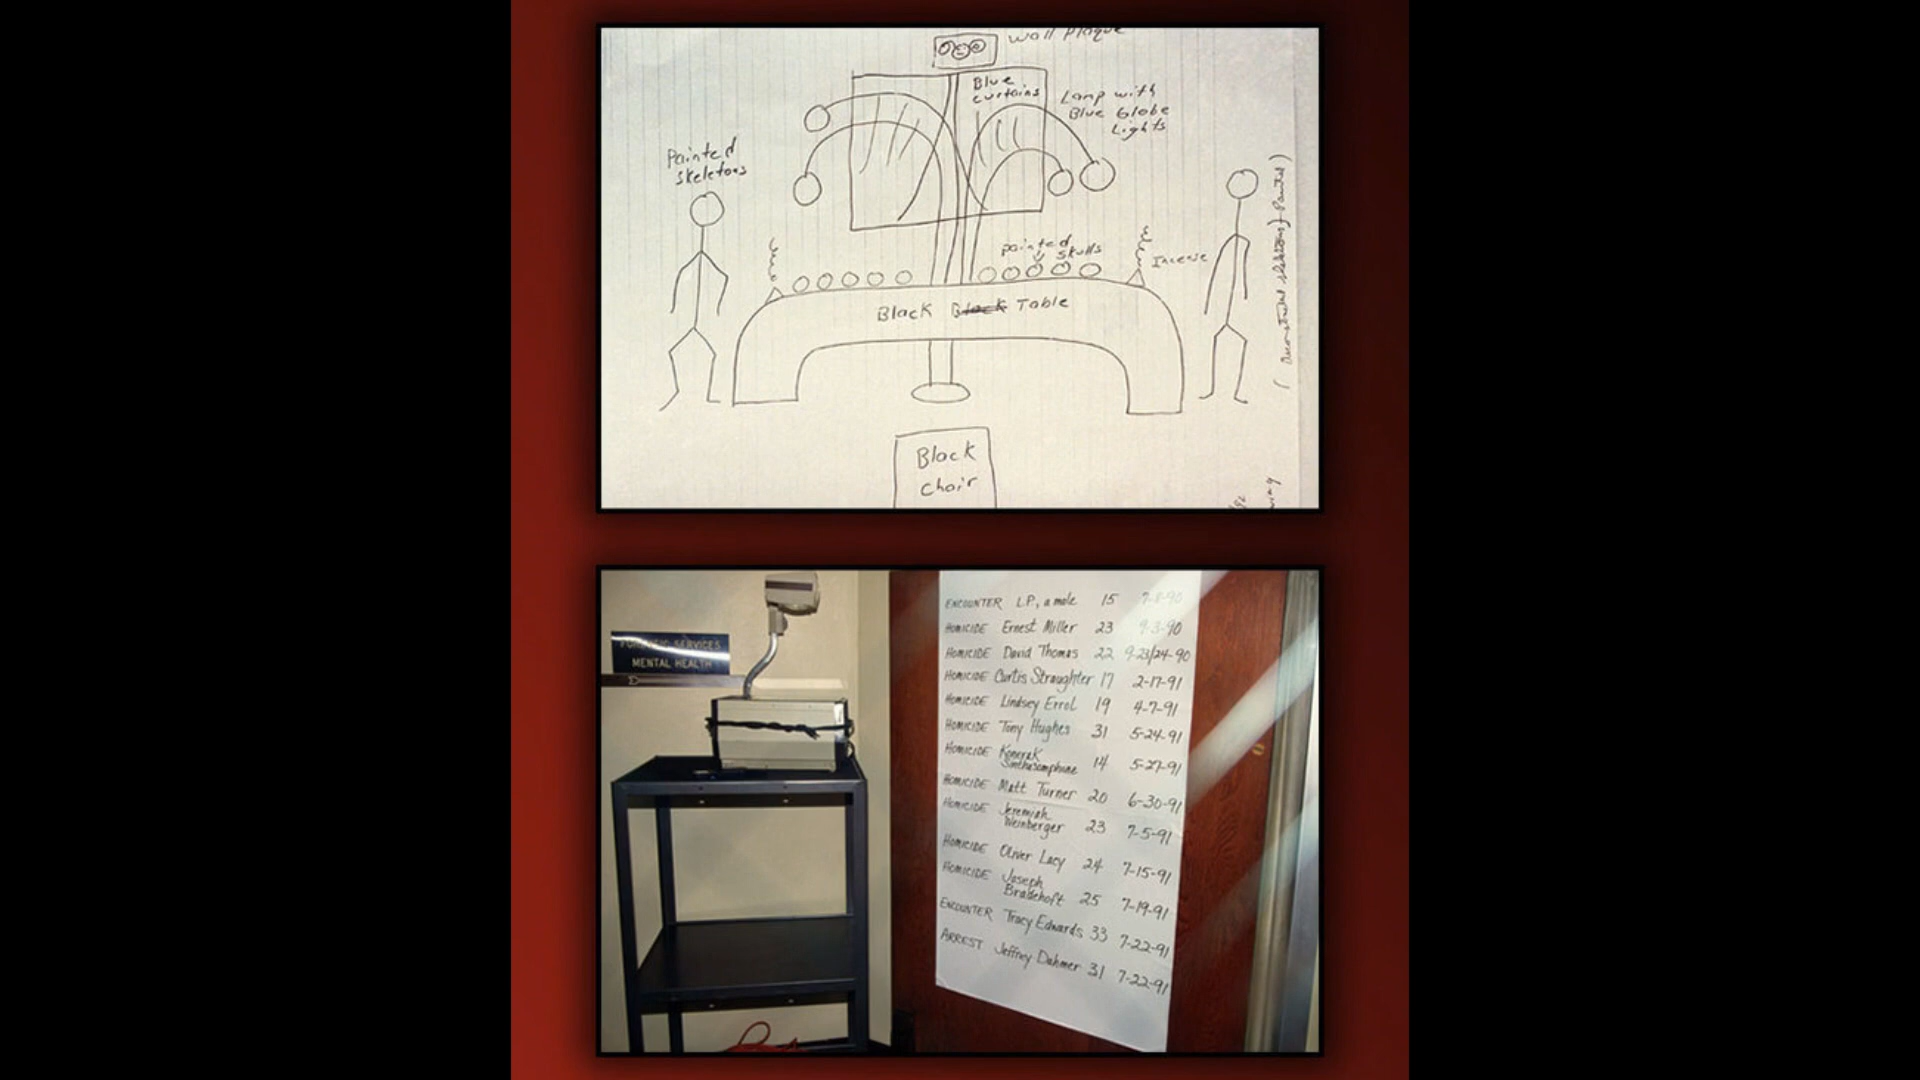 Wall Plaque
Blue
curtains
Lamp with
Blue Globe
Lights
Painted
Skeletons
painted
skulls
Incense
Black Black Table
Black
Chair
FORENSIC SERVICES
MENTAL HEALTH
ENCOUNTER L.P., a male 15 7-8-90
HOMICIDE Ernest Miller 23 9-3-90
HOMICIDE David Thomas 22 9-23/24-90
HOMICIDE Curtis Straughter 17 2-17-91
HOMICIDE Lindsey Errol 19 4-7-91
HOMICIDE Tony Hughes 31 5-24-91
HOMICIDE Konerak
Sinthasomphone 14 5-27-91
HOMICIDE Matt Turner 20 6-30-91
HOMICIDE Jeremiah
Weinberger 23 7-5-91
HOMICIDE Oliver Lacy 24 7-15-91
HOMICIDE Joseph
Bradehoft 25 7-19-91
ENCOUNTER Tracy Edwards 33 7-22-91
ARREST Jeffrey Dahmer 31 7-22-91